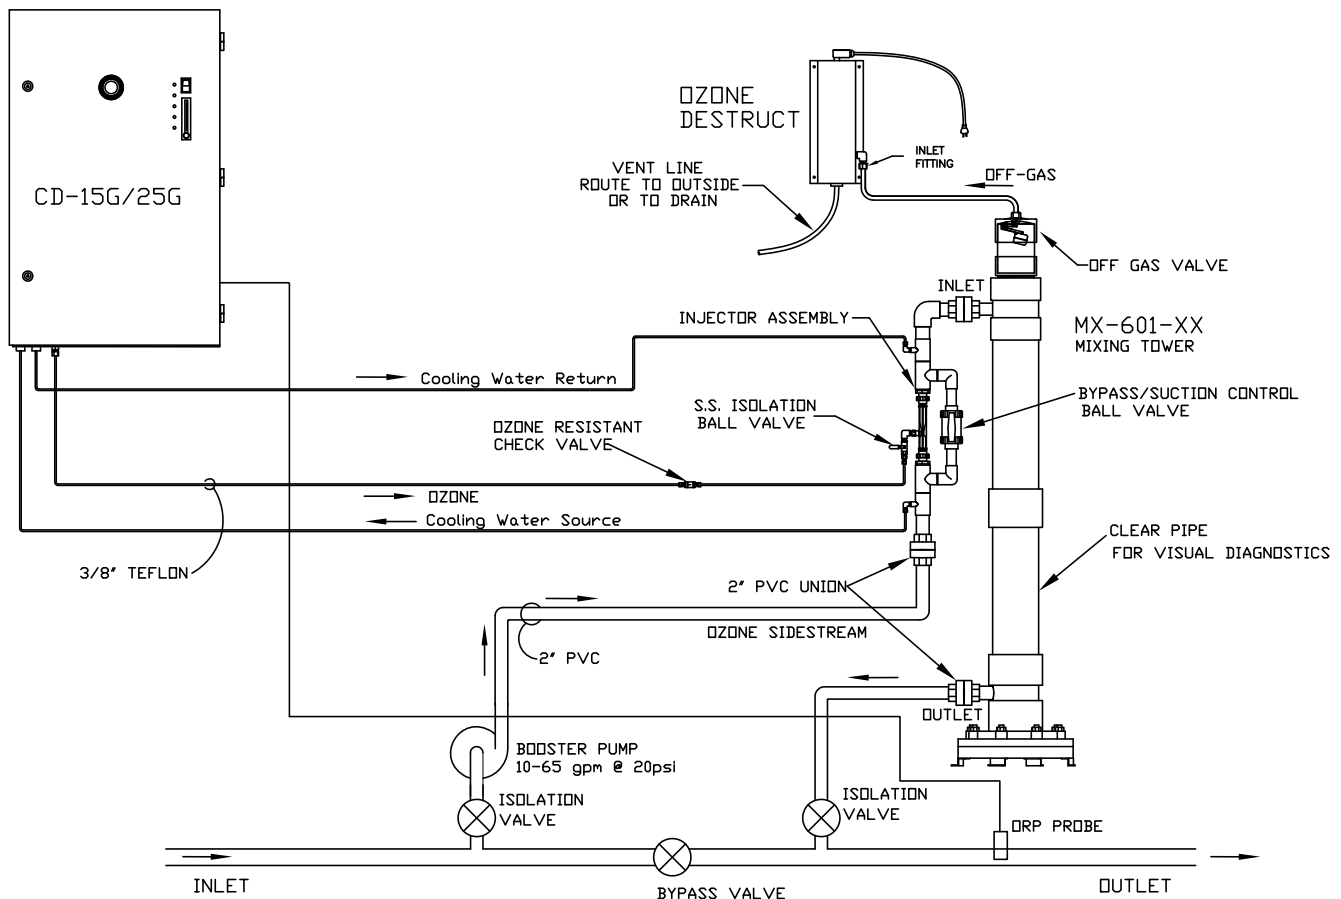 OZONE
DESTRUCT
INLET
FITTING
VENT LINE
ROUTE TO OUTSIDE
OR TO DRAIN
OFF-GAS
CD-15G/25G
OFF GAS VALVE
INLET
INJECTOR ASSEMBLY
MX-601-XX
MIXING TOWER
Cooling Water Return
S.S. ISOLATION
BALL VALVE
BYPASS/SUCTION CONTROL
BALL VALVE
OZONE RESISTANT
CHECK VALVE
OZONE
Cooling Water Source
CLEAR PIPE
FOR VISUAL DIAGNOSTICS
3/8" TEFLON
2" PVC UNION
OZONE SIDESTREAM
2" PVC
OUTLET
BOOSTER PUMP
10-65 gpm @ 20psi
ISOLATION
VALVE
ISOLATION
VALVE
ORP PROBE
INLET
BYPASS VALVE
OUTLET